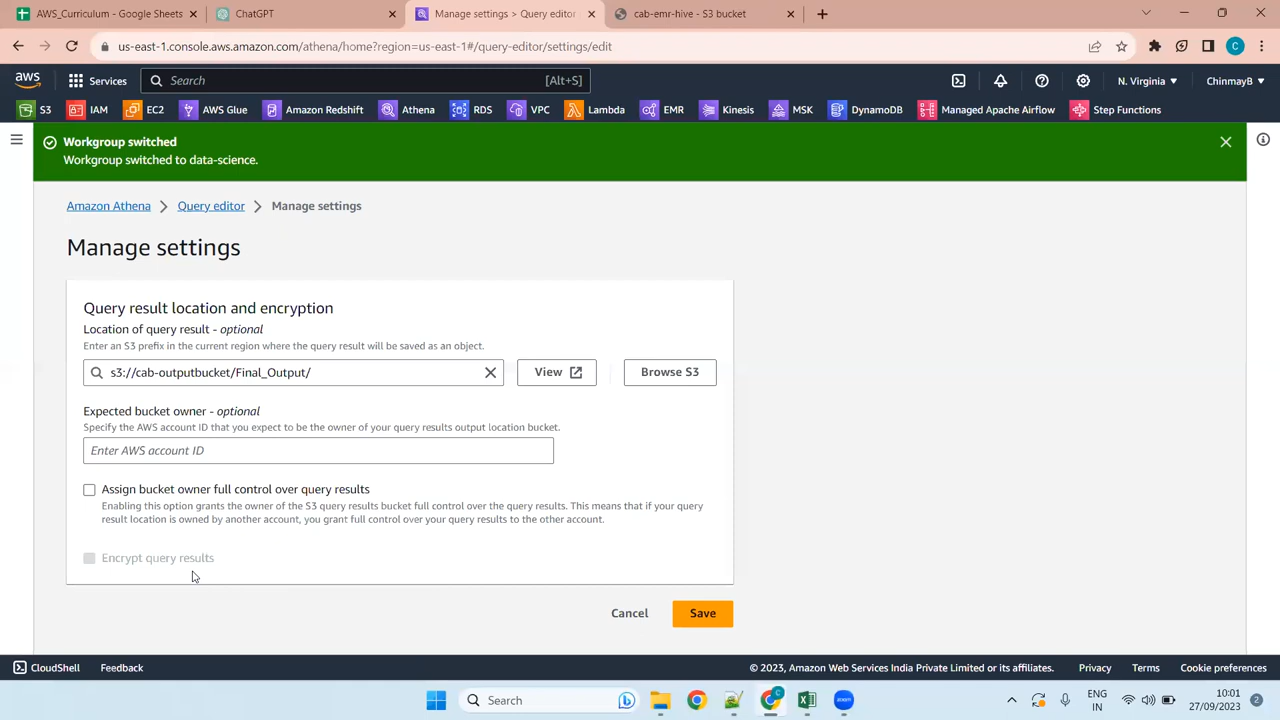 AWS_Curriculum - Google Sheets
ChatGPT
Manage settings > Query editor
cab-emr-hive - S3 bucket
us-east-1.console.aws.amazon.com/athena/home?region=us-east-1#/query-editor/settings/edit
aws Services Search [Alt+S] N. Virginia ChinmayB
S3 IAM EC2 AWS Glue Amazon Redshift Athena RDS VPC Lambda EMR Kinesis MSK DynamoDB Managed Apache Airflow Step Functions
Workgroup switched
Workgroup switched to data-science.
Amazon Athena > Query editor > Manage settings
Manage settings
Query result location and encryption
Location of query result - optional
Enter an S3 prefix in the current region where the query result will be saved as an object.
s3://cab-outputbucket/Final_Output/ View Browse S3
Expected bucket owner - optional
Specify the AWS account ID that you expect to be the owner of your query results output location bucket.
Enter AWS account ID
Assign bucket owner full control over query results
Enabling this option grants the owner of the S3 query results bucket full control over the query results. This means that if your query
result location is owned by another account, you grant full control over your query results to the other account.
Encrypt query results
Cancel Save
CloudShell Feedback © 2023, Amazon Web Services India Private Limited or its affiliates. Privacy Terms Cookie preferences
Search ENG 10:01
IN 27/09/2023 2